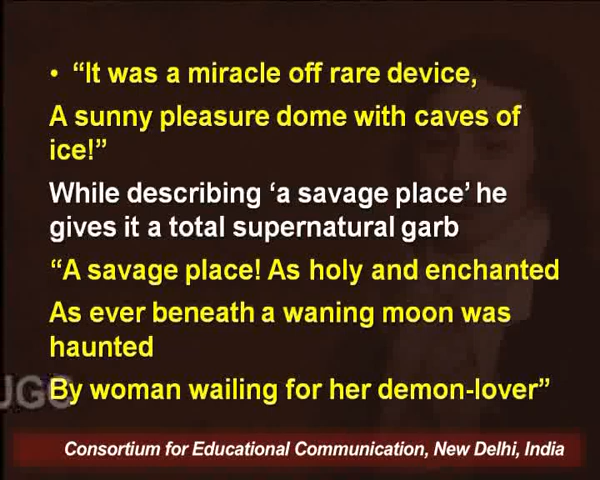 • “It was a miracle off rare device,
A sunny pleasure dome with caves of
ice!”
While describing ‘a savage place’ he
gives it a total supernatural garb
“A savage place! As holy and enchanted
As ever beneath a waning moon was
haunted
By woman wailing for her demon-lover”
UGC
Consortium for Educational Communication, New Delhi, India